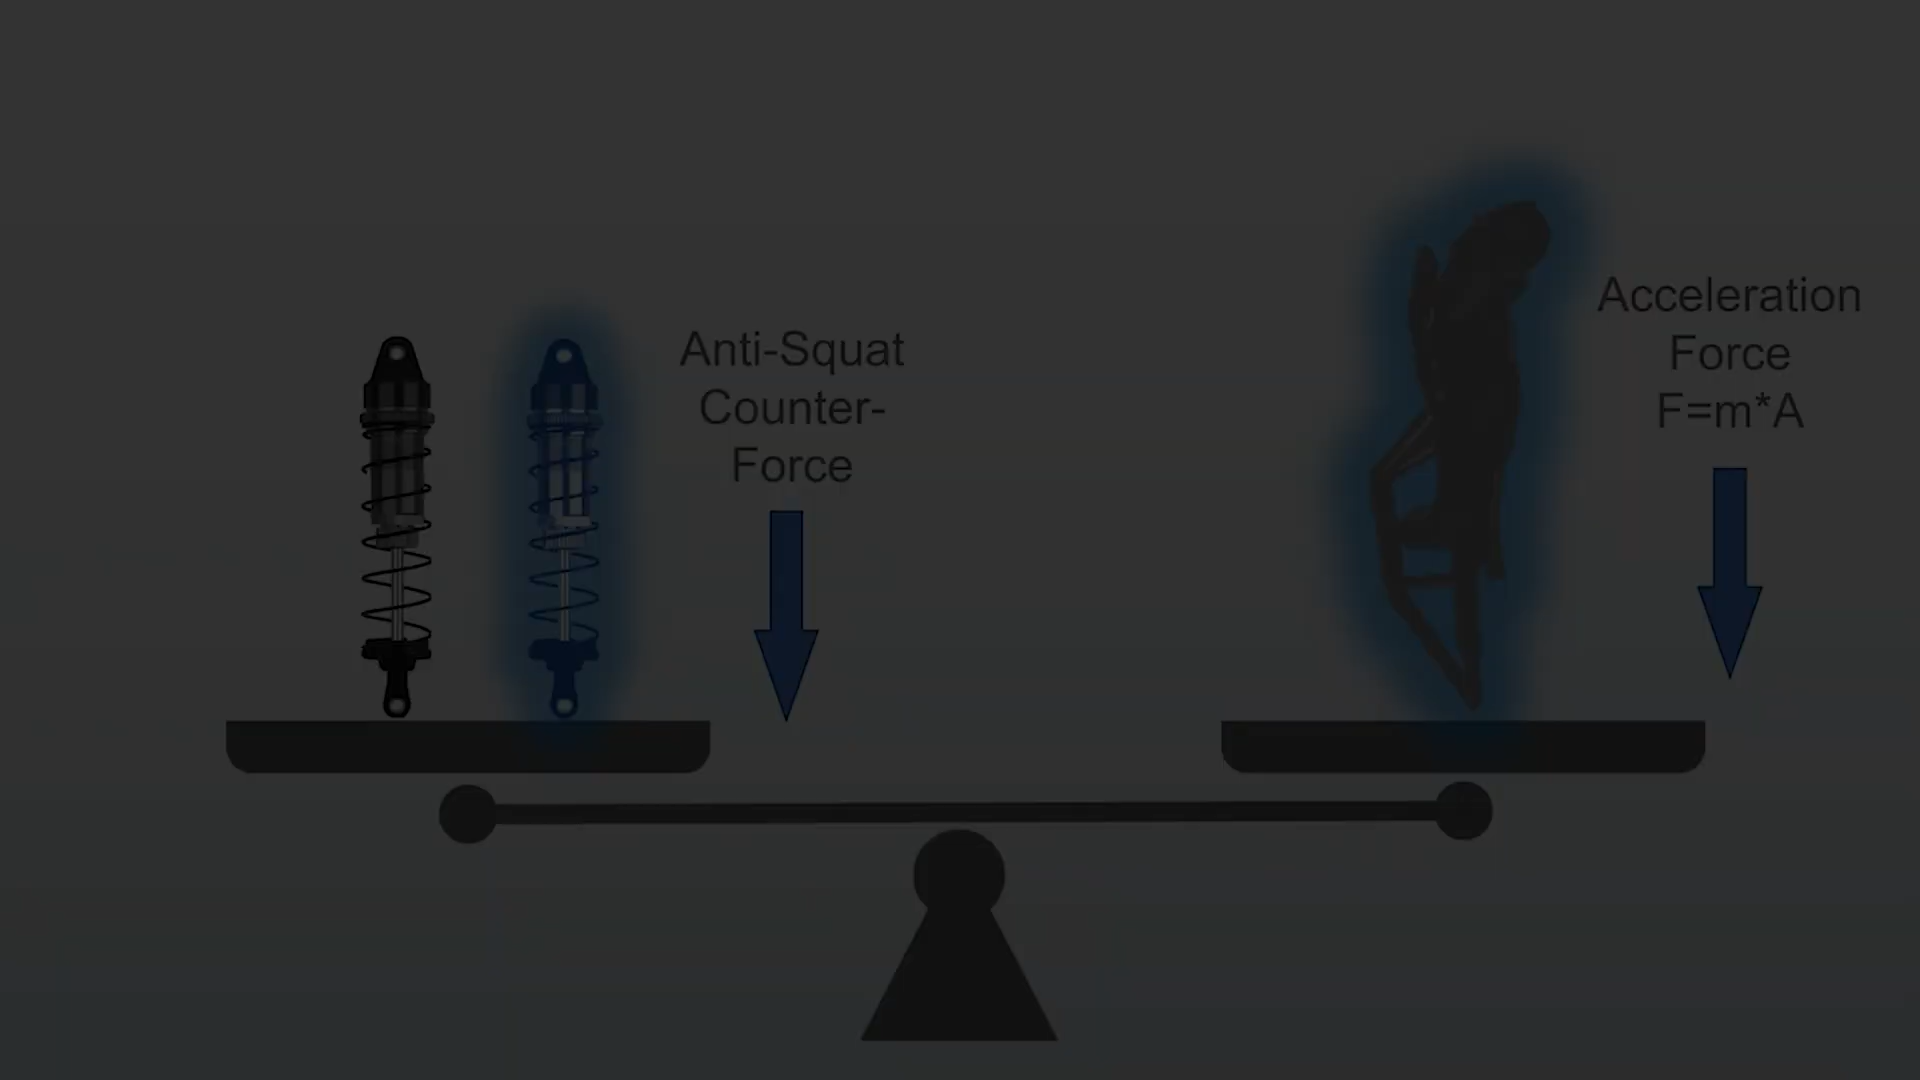 Anti-Squat
Counter-
Force
Acceleration
Force
F=m*A